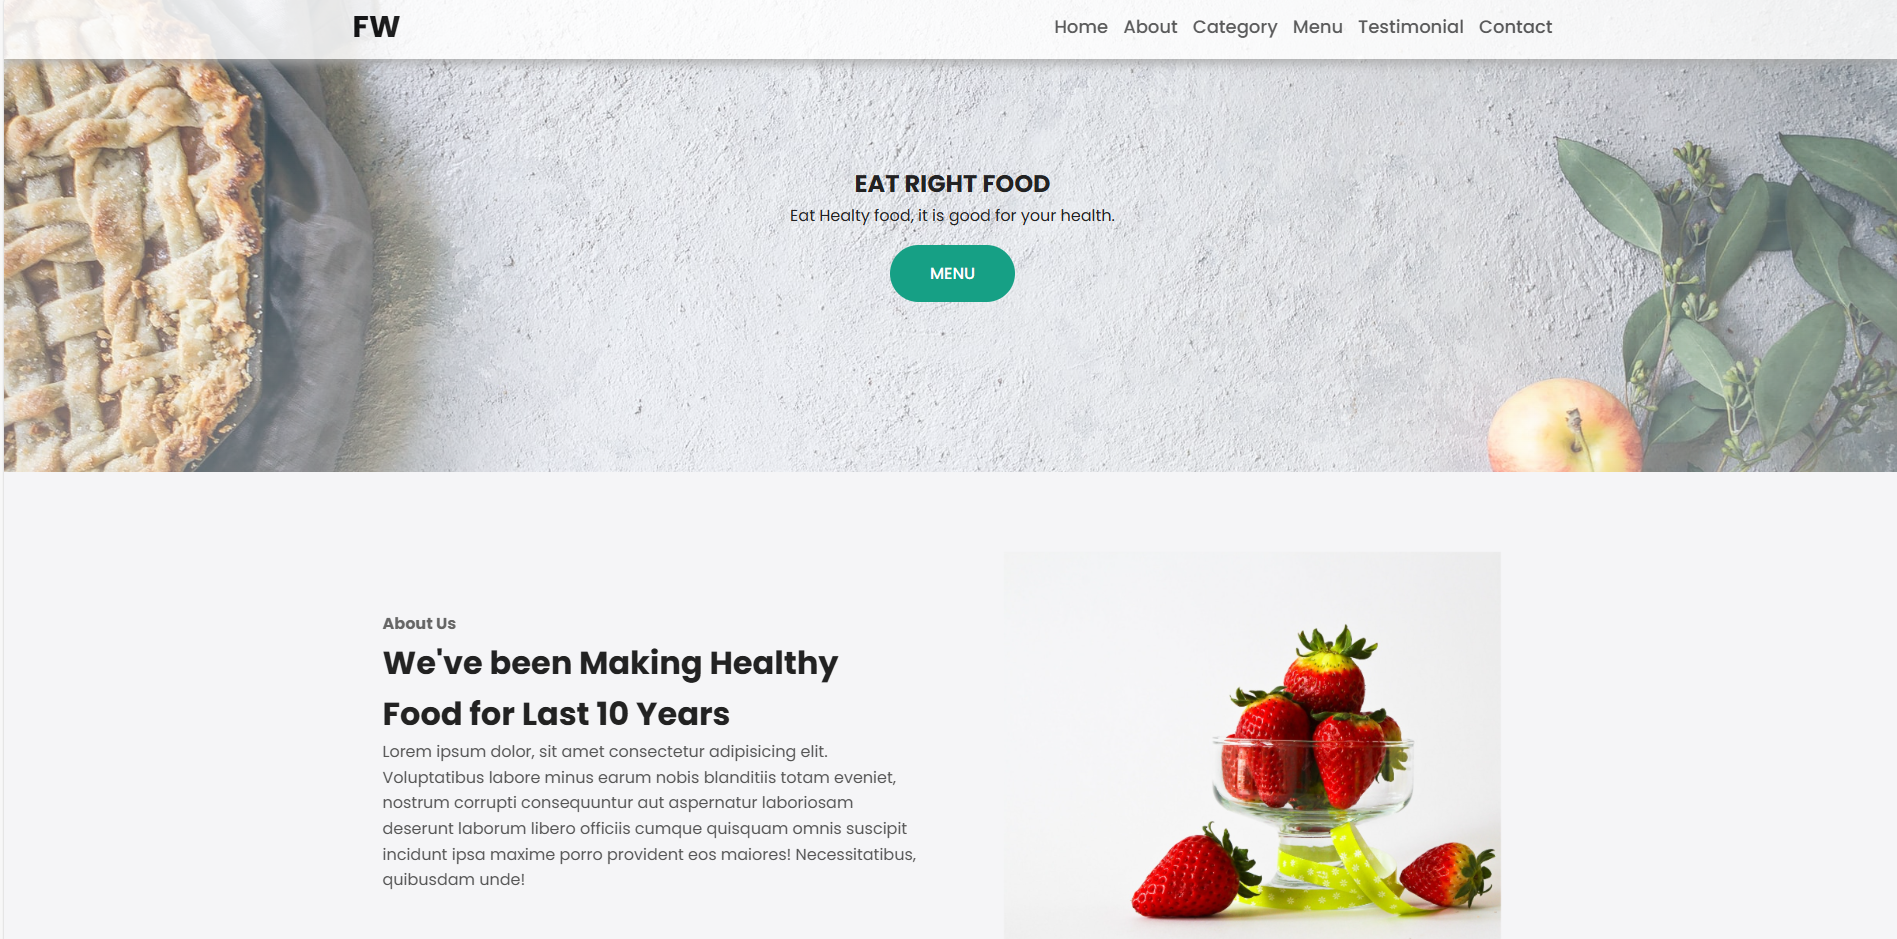 FW
Home About Category Menu Testimonial Contact
EAT RIGHT FOOD
Eat Healty food, it is good for your health.
MENU
About Us
We've been Making Healthy
Food for Last 10 Years
Lorem ipsum dolor, sit amet consectetur adipisicing elit.
Voluptatibus labore minus earum nobis blanditiis totam eveniet,
nostrum corrupti consequuntur aut aspernatur laboriosam
deserunt laborum libero officiis cumque quisquam omnis suscipit
incidunt ipsa maxime porro provident eos maiores! Necessitatibus,
quibusdam unde!